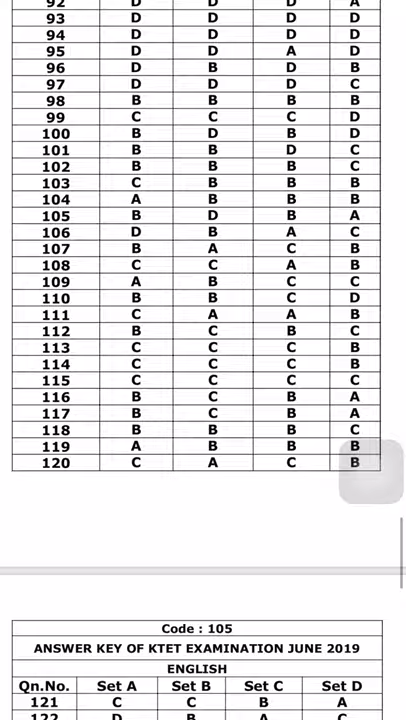 92 D D D A
93 D D D D
94 D D D D
95 D D A D
96 D B D B
97 D D D C
98 B B B B
99 C C C D
100 B D B D
101 B B D C
102 B B B C
103 C B B B
104 A B B B
105 B D B A
106 D B A C
107 B A C B
108 C C A B
109 A B C C
110 B B C D
111 C A A B
112 B C B C
113 C C C B
114 C C C B
115 C C C C
116 B C B A
117 B C B A
118 B B B C
119 A B B B
120 C A C B
Code : 105
ANSWER KEY OF KTET EXAMINATION JUNE 2019
ENGLISH
Qn.No. Set A Set B Set C Set D
121 C C B A
122 D B A C